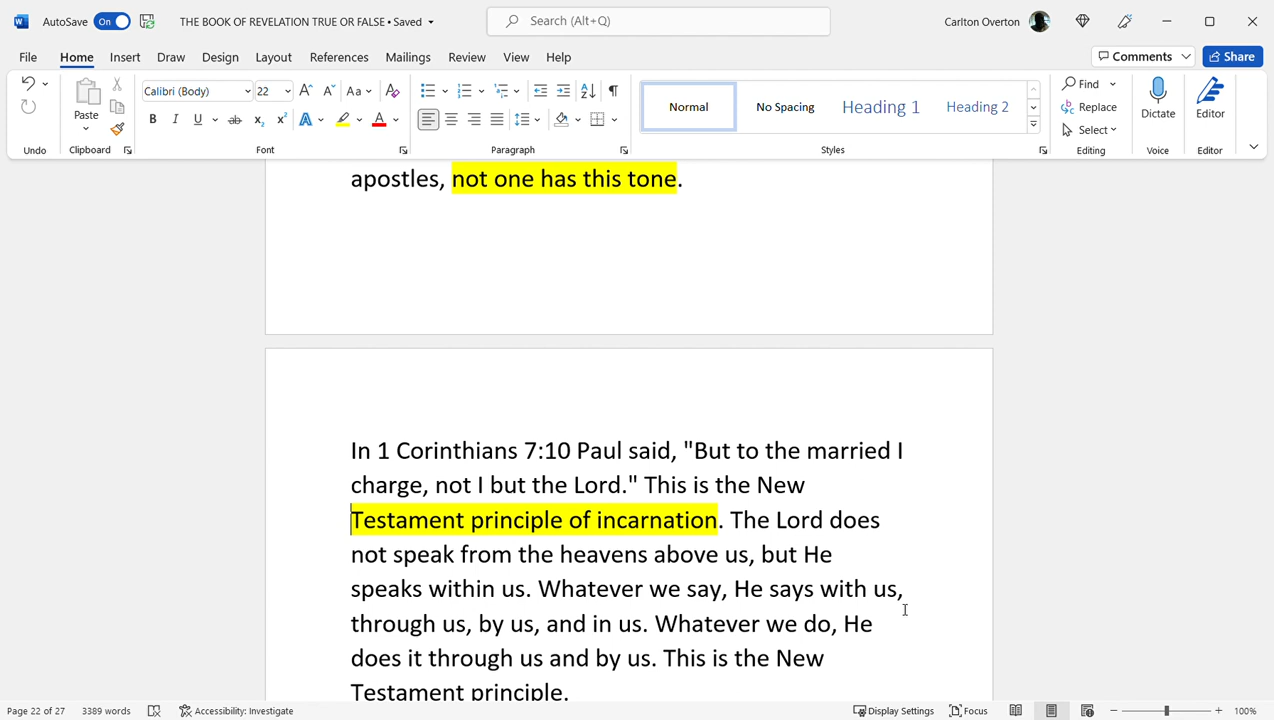 AutoSave On THE BOOK OF REVELATION TRUE OR FALSE • Saved Search (Alt+Q) Carlton Overton
File Home Insert Draw Design Layout References Mailings Review View Help Comments Share
Calibri (Body) 22 Aa
Paste
Normal No Spacing Heading 1 Heading 2
Find
Replace
Select
Dictate Editor
Undo Clipboard Font Paragraph Styles Editing Voice Editor
apostles, not one has this tone.
In 1 Corinthians 7:10 Paul said, "But to the married I
charge, not I but the Lord." This is the New
Testament principle of incarnation. The Lord does
not speak from the heavens above us, but He
speaks within us. Whatever we say, He says with us,
through us, by us, and in us. Whatever we do, He
does it through us and by us. This is the New
Testament principle.
Page 22 of 27 3389 words Accessibility: Investigate Display Settings Focus 100%